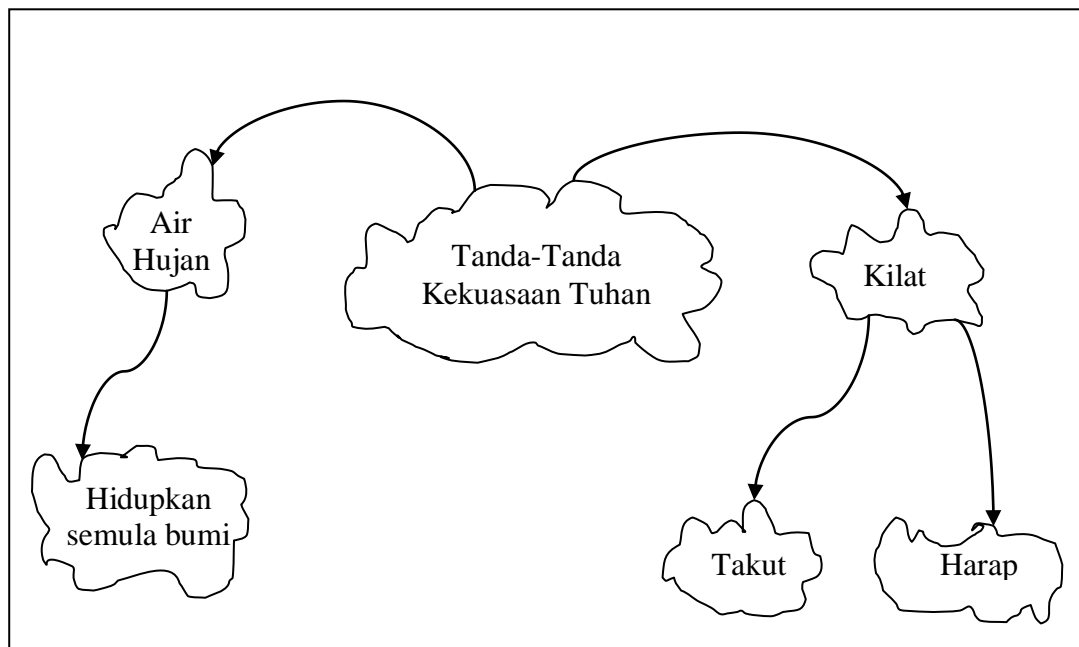 Tanda-Tanda
Kekuasaan Tuhan
Air
Hujan
Kilat
Hidupkan
semula bumi
Takut
Harap